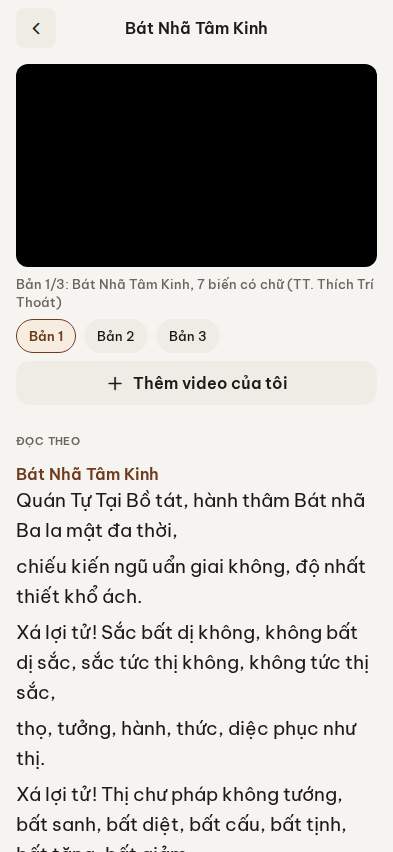 Bát Nhã Tâm Kinh
Bản 1/3: Bát Nhã Tâm Kinh, 7 biến có chữ (TT. Thích Trí
Thoát)
Bản 1 Bản 2 Bản 3
Thêm video của tôi
ĐỌC THEO
Bát Nhã Tâm Kinh
Quán Tự Tại Bồ tát, hành thâm Bát nhã
Ba la mật đa thời,
chiếu kiến ngũ uẩn giai không, độ nhất
thiết khổ ách.
Xá lợi tử! Sắc bất dị không, không bất
dị sắc, sắc tức thị không, không tức thị
sắc,
thọ, tưởng, hành, thức, diệc phục như
thị.
Xá lợi tử! Thị chư pháp không tướng,
bất sanh, bất diệt, bất cấu, bất tịnh,
bất tăng, bất giảm